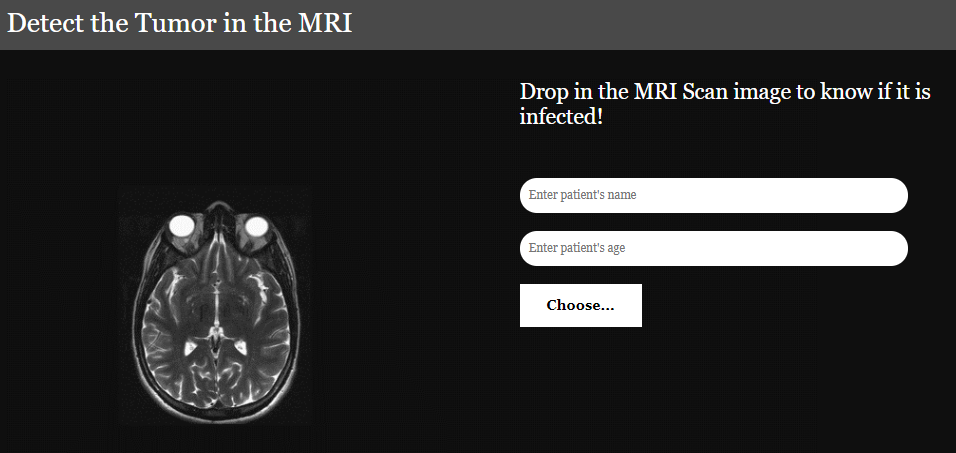 Detect the Tumor in the MRI
Drop in the MRI Scan image to know if it is
infected!
Enter patient's name
Enter patient's age
Choose...